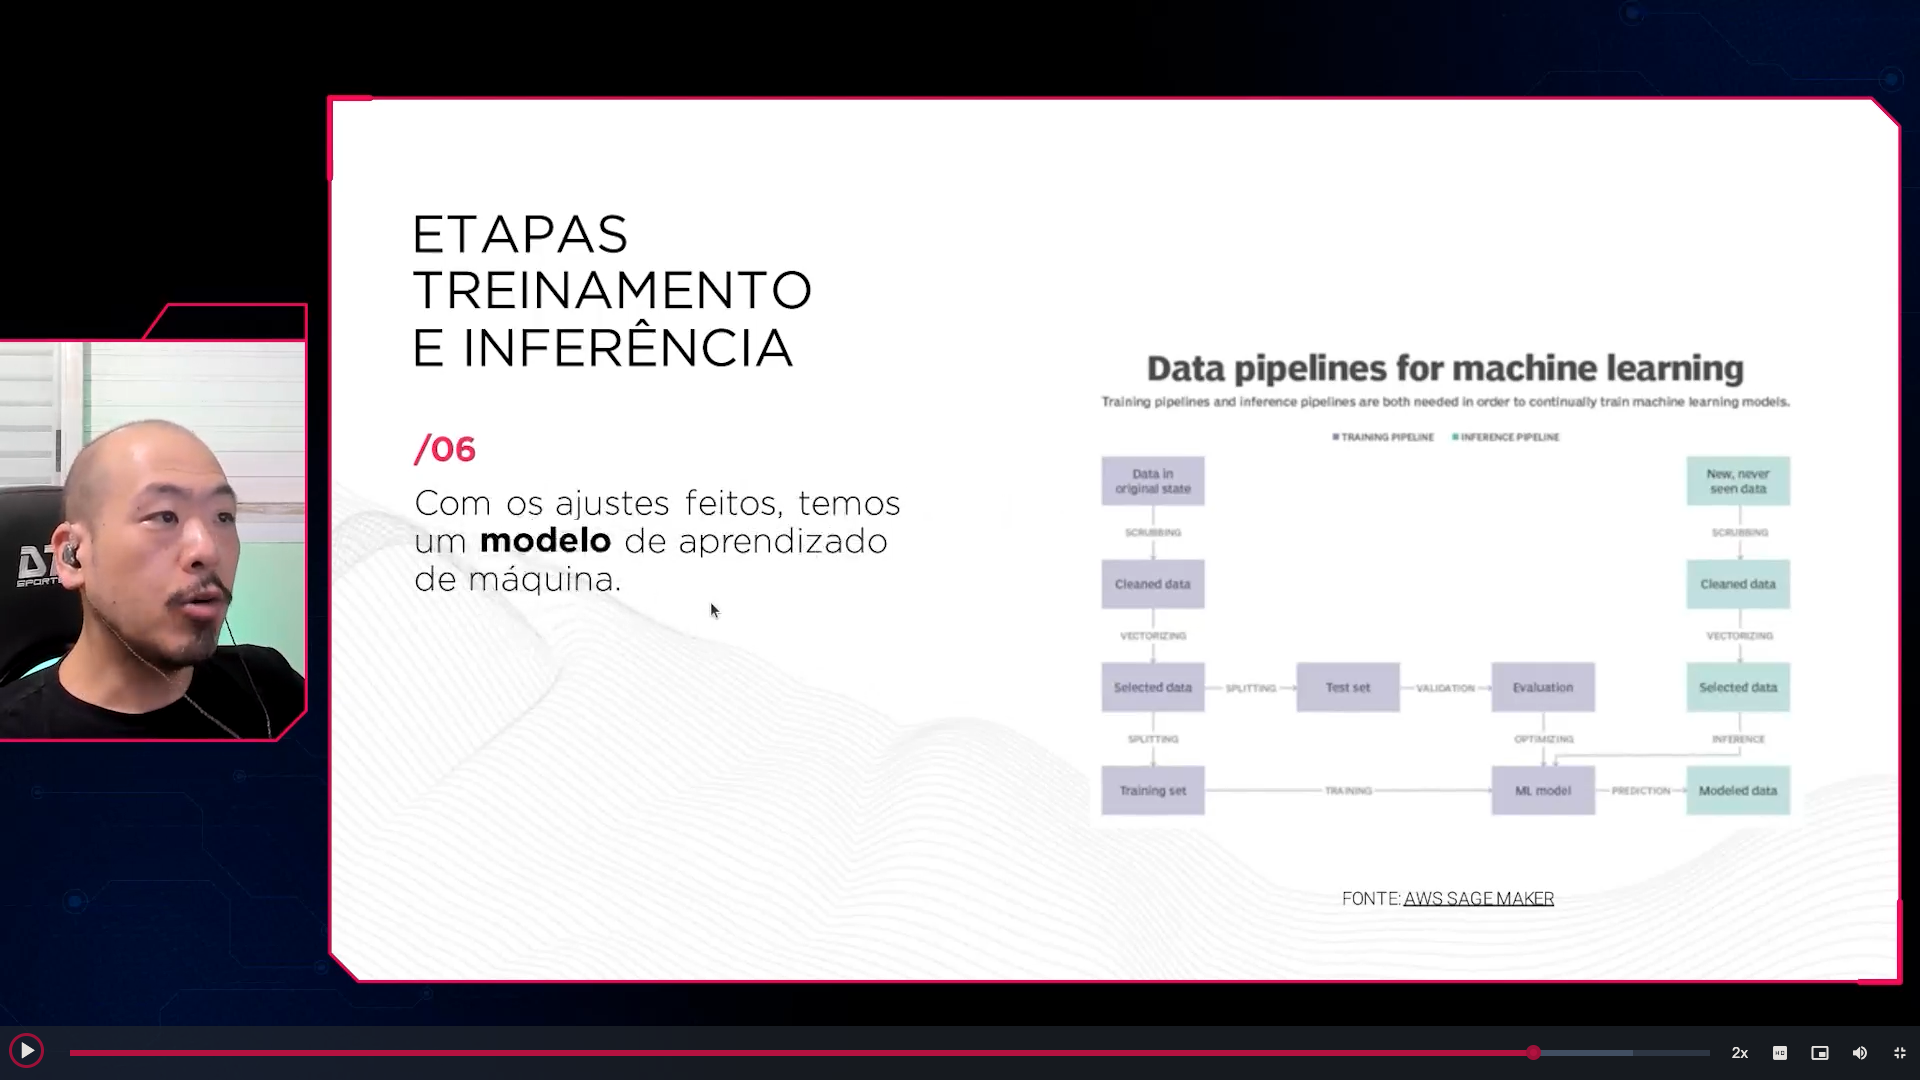 ETAPAS
TREINAMENTO
E INFERÊNCIA
/06
Com os ajustes feitos, temos
um modelo de aprendizado
de máquina.
Data pipelines for machine learning
Training pipelines and inference pipelines are both needed in order to continually train machine learning models.
TRAINING PIPELINE INFERENCE PIPELINE
Data in
original state
New, never
seen data
SCRUBBING
SCRUBBING
Cleaned data
Cleaned data
VECTORIZING
VECTORIZING
Selected data
SPLITTING
Test set
VALIDATION
Evaluation
Selected data
SPLITTING
OPTIMIZING
INFERENCE
Training set
TRAINING
ML model
PREDICTION
Modeled data
FONTE: AWS SAGE MAKER
2x
HD